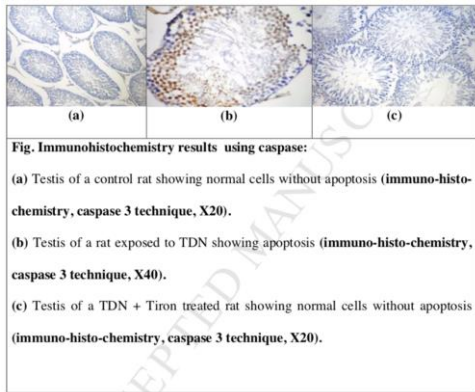 (a) (b) (c)
Fig. Immunohistochemistry results using caspase:
(a) Testis of a control rat showing normal cells without apoptosis (immuno-histo-
chemistry, caspase 3 technique, X20).
(b) Testis of a rat exposed to TDN showing apoptosis (immuno-histo-chemistry,
caspase 3 technique, X40).
(c) Testis of a TDN + Tiron treated rat showing normal cells without apoptosis
(immuno-histo-chemistry, caspase 3 technique, X20).
EPTED MANUSC